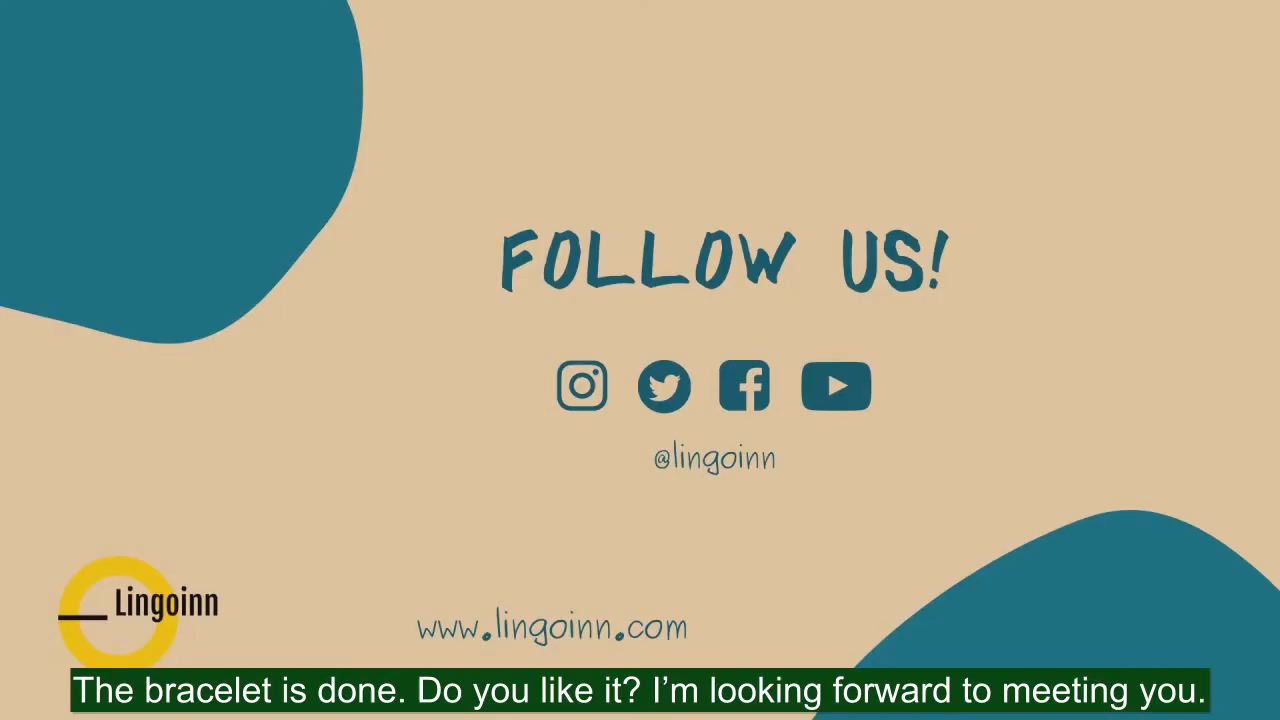 FOLLOW US!
@lingoinn
Lingoinn
www.lingoinn.com
The bracelet is done. Do you like it? I’m looking forward to meeting you.